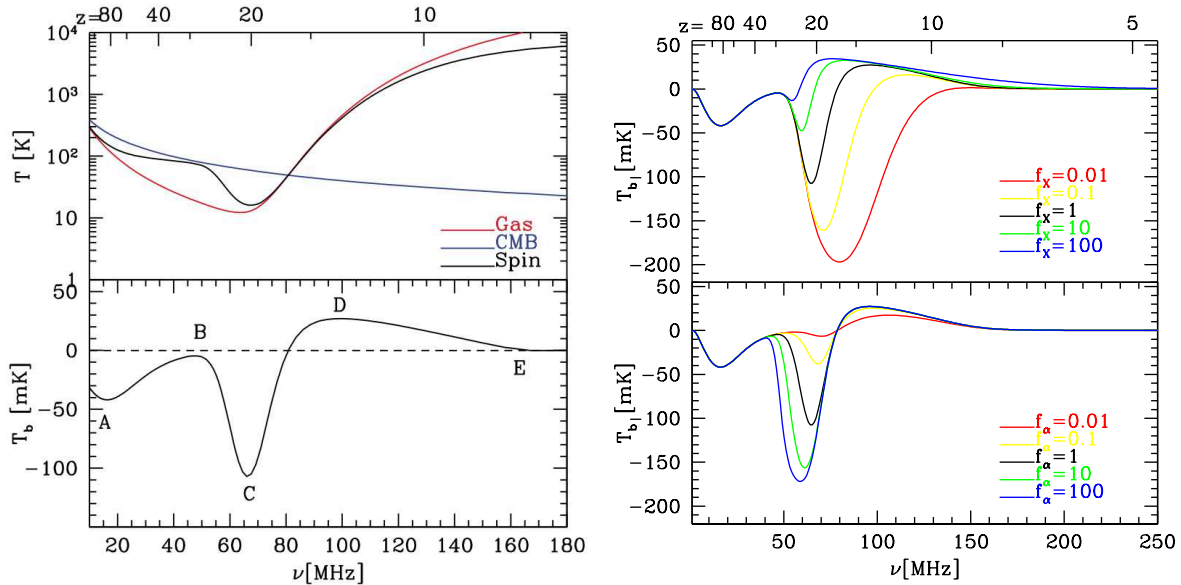 z= 80 40 20 10
T [K]
10⁴
10³
10²
10
1
Gas
CMB
Spin
T_b [mK]
50
0
−50
−100
A
B
C
D
E
20 40 60 80 100 120 140 160 180
ν[MHz]
z= 80 40 20 10 5
T_b| [mK]
50
0
−50
−100
−150
−200
f_X=0.01
f_X=0.1
f_X=1
f_X=10
f_X=100
T_b| [mK]
50
0
−50
−100
−150
−200
f_α=0.01
f_α=0.1
f_α=1
f_α=10
f_α=100
50 100 150 200 250
ν[MHz]